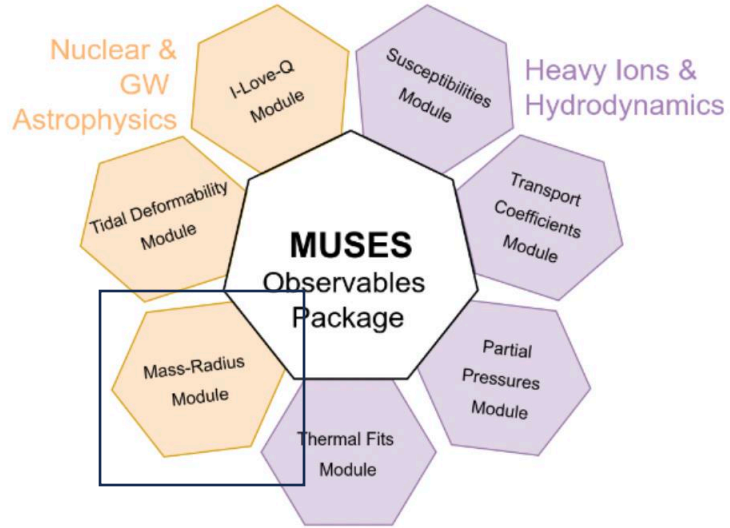 Nuclear &
GW
Astrophysics
I-Love-Q
Module
Susceptibilities
Module
Heavy Ions &
Hydrodynamics
Tidal Deformability
Module
Transport
Coefficients
Module
MUSES
Observables
Package
Mass-Radius
Module
Partial
Pressures
Module
Thermal Fits
Module